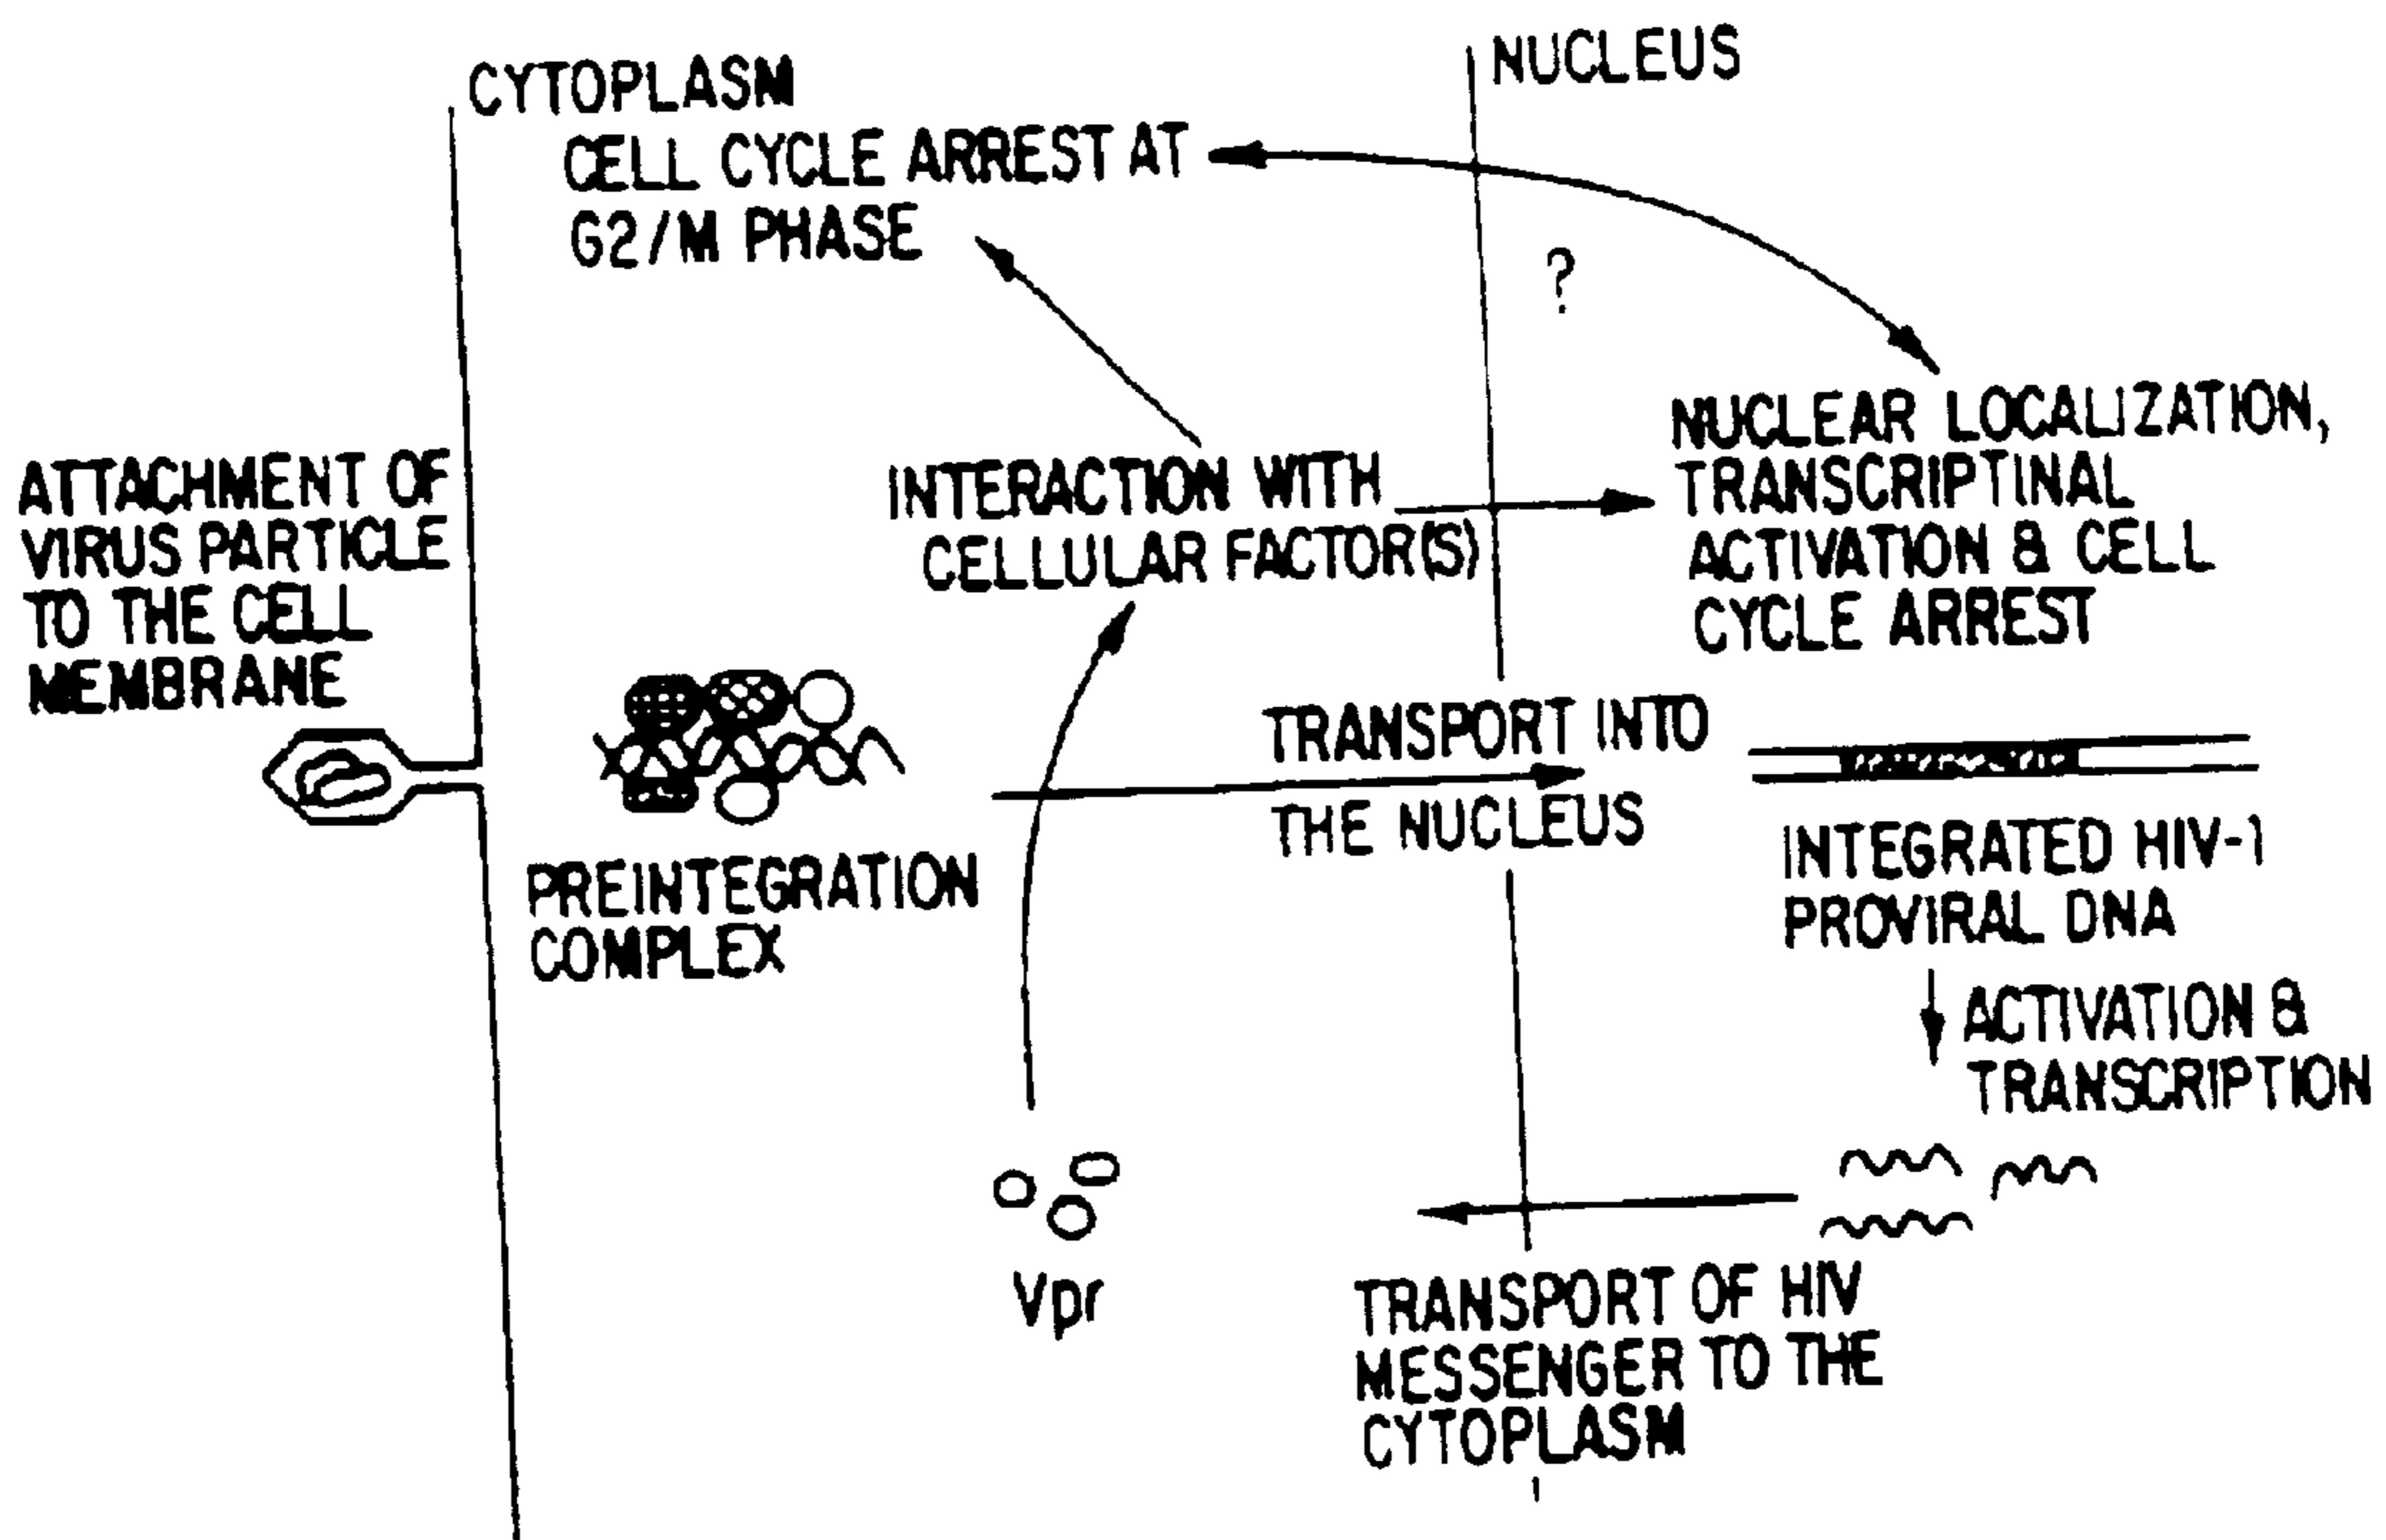 CYTOPLASM
NUCLEUS
CELL CYCLE ARREST AT
G2/M PHASE
?
ATTACHMENT OF
VIRUS PARTICLE
TO THE CELL
MEMBRANE
INTERACTION WITH
CELLULAR FACTOR(S)
NUCLEAR LOCALIZATION,
TRANSCRIPTINAL
ACTIVATION & CELL
CYCLE ARREST
PREINTEGRATION
COMPLEX
TRANSPORT INTO
THE NUCLEUS
INTEGRATED HIV-1
PROVIRAL DNA
ACTIVATION &
TRANSCRIPTION
Vpr
TRANSPORT OF HIV
MESSENGER TO THE
CYTOPLASM